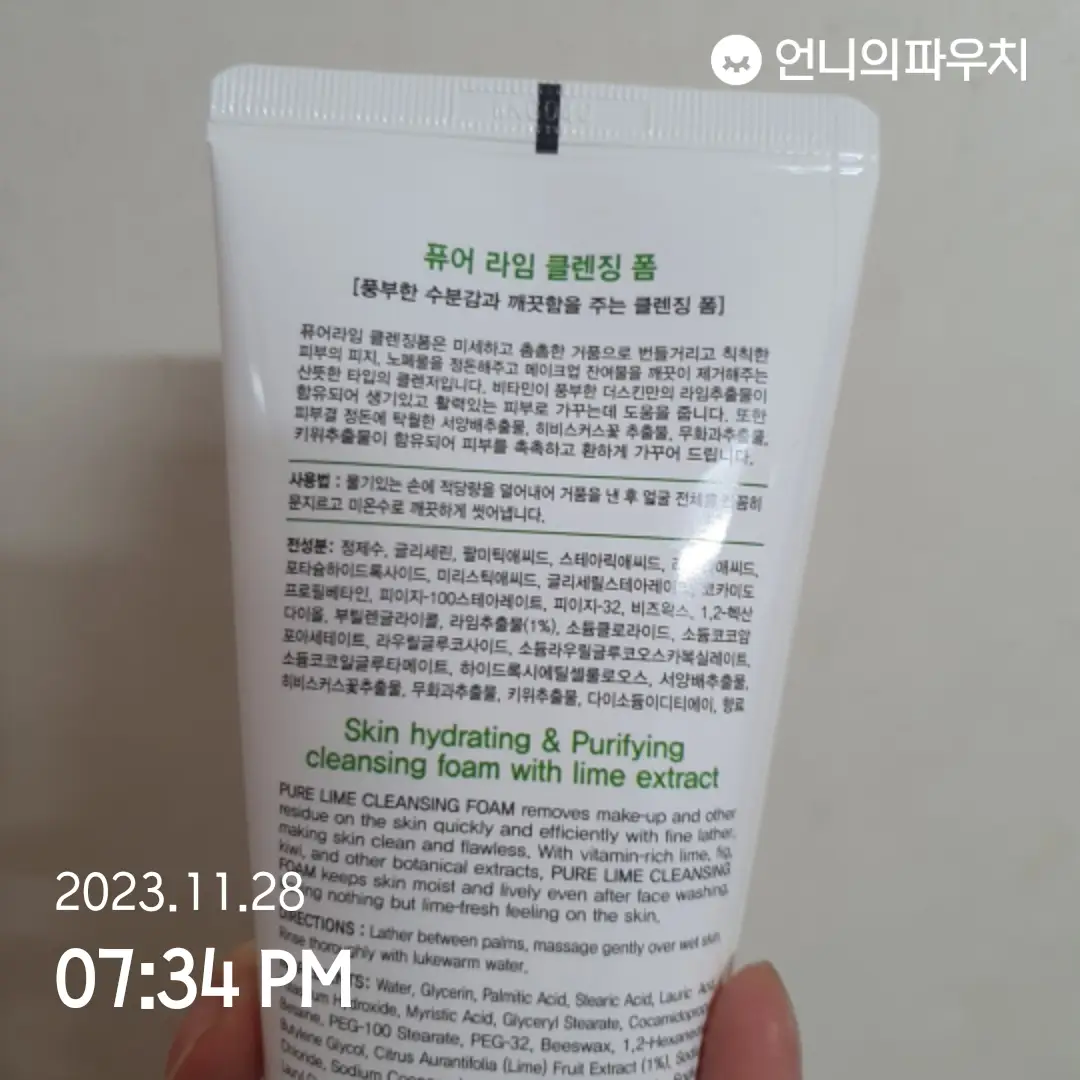 언니의파우치
퓨어 라임 클렌징 폼
[풍부한 수분감과 깨끗함을 주는 클렌징 폼]
퓨어라임 클렌징폼은 미세하고 촘촘한 거품으로 번들거리고 칙칙한
피부의 피지, 노폐물을 정돈해주고 메이크업 잔여물을 깨끗이 제거해주는
산뜻한 타입의 클렌저입니다. 비타민이 풍부한 더스킨만의 라임추출물이
함유되어 생기있고 활력있는 피부로 가꾸는데 도움을 줍니다. 또한
피부결 정돈에 탁월한 서양배추출물, 히비스커스꽃 추출물, 무화과추출물,
키위추출물이 함유되어 피부를 촉촉하고 환하게 가꾸어 드립니다.
사용법 : 물기있는 손에 적당량을 덜어내어 거품을 낸 후 얼굴 전체를 꼼꼼히
문지르고 미온수로 깨끗하게 씻어냅니다.
전성분: 정제수, 글리세린, 팔미틱애씨드, 스테아릭애씨드, 애씨드,
포타슘하이드록사이드, 미리스틱애씨드, 글리세릴스테아레이트, 코카미도
프로필베타인, 피이지-100스테아레이트, 피이지-32, 비즈왁스, 1,2-헥산
다이올, 부틸렌글라이콜, 라임추출물(1%), 소듐클로라이드, 소듐코코암
포아세테이트, 라우릴글루코사이드, 소듐라우릴글루코오스카복실레이트,
소듐코코일글루타메이트, 하이드록시에틸셀룰로오스, 서양배추출물,
히비스커스꽃추출물, 무화과추출물, 키위추출물, 다이소듐이디티에이, 향료
Skin hydrating & Purifying
cleansing foam with lime extract
PURE LIME CLEANSING FOAM removes make-up and other
residue on the skin quickly and efficiently with fine lather,
making skin clean and flawless. With vitamin-rich lime, fig,
kiwi, and other botanical extracts, PURE LIME CLEANSING
FOAM keeps skin moist and lively even after face washing,
nothing but lime-fresh feeling on the skin.
DIRECTIONS : Lather between palms, massage gently over wet skin.
Rinse thoroughly with lukewarm water.
Water, Glycerin, Palmitic Acid, Stearic Acid, Lauric
Hydroxide, Myristic Acid, Glyceryl Stearate,
Betaine, PEG-100 Stearate, PEG-32, Beeswax,
Butylene Glycol, Citrus Aurantifolia (Lime) Fruit Extract (1%),
Chloride, Sodium
2023.11.28
07:34 PM